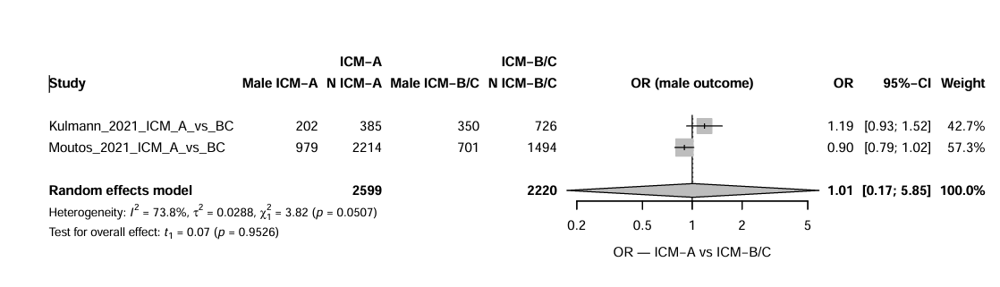 ICM–A ICM–B/C
Study Male ICM–A N ICM–A Male ICM–B/C N ICM–B/C OR (male outcome) OR 95%–CI Weight
Kulmann_2021_ICM_A_vs_BC 202 385 350 726 1.19 [0.93; 1.52] 42.7%
Moutos_2021_ICM_A_vs_BC 979 2214 701 1494 0.90 [0.79; 1.02] 57.3%
Random effects model 2599 2220 1.01 [0.17; 5.85] 100.0%
Heterogeneity: I² = 73.8%, τ² = 0.0288, χ²₁ = 3.82 (p = 0.0507)
Test for overall effect: t₁ = 0.07 (p = 0.9526)
0.2 0.5 1 2 5
OR — ICM–A vs ICM–B/C